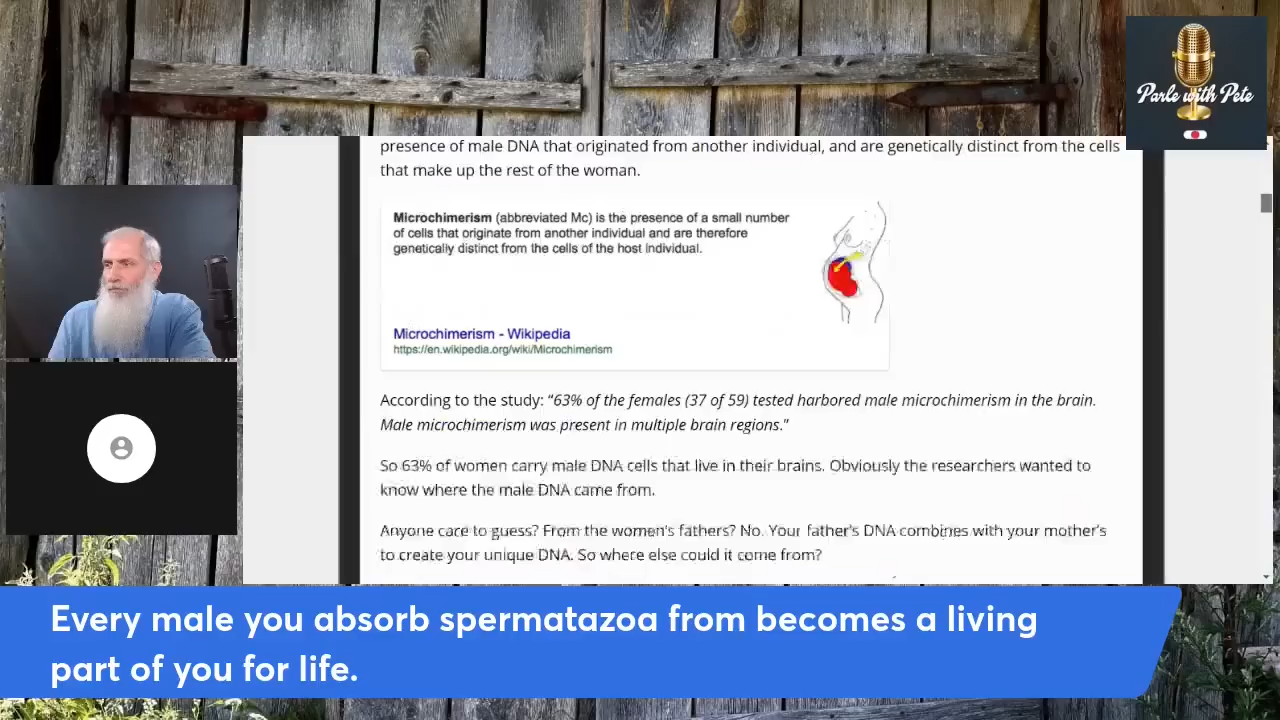 Parle with Pete
presence of male DNA that originated from another individual, and are genetically distinct from the cells
that make up the rest of the woman.
Microchimerism (abbreviated Mc) is the presence of a small number
of cells that originate from another individual and are therefore
genetically distinct from the cells of the host individual.
Microchimerism - Wikipedia
https://en.wikipedia.org/wiki/Microchimerism
According to the study: “63% of the females (37 of 59) tested harbored male microchimerism in the brain.
Male microchimerism was present in multiple brain regions.”
So 63% of women carry male DNA cells that live in their brains. Obviously the researchers wanted to
know where the male DNA came from.
Anyone care to guess? From the women’s fathers? No. Your father’s DNA combines with your mother’s
to create your unique DNA. So where else could it come from?
Every male you absorb spermatazoa from becomes a living
part of you for life.